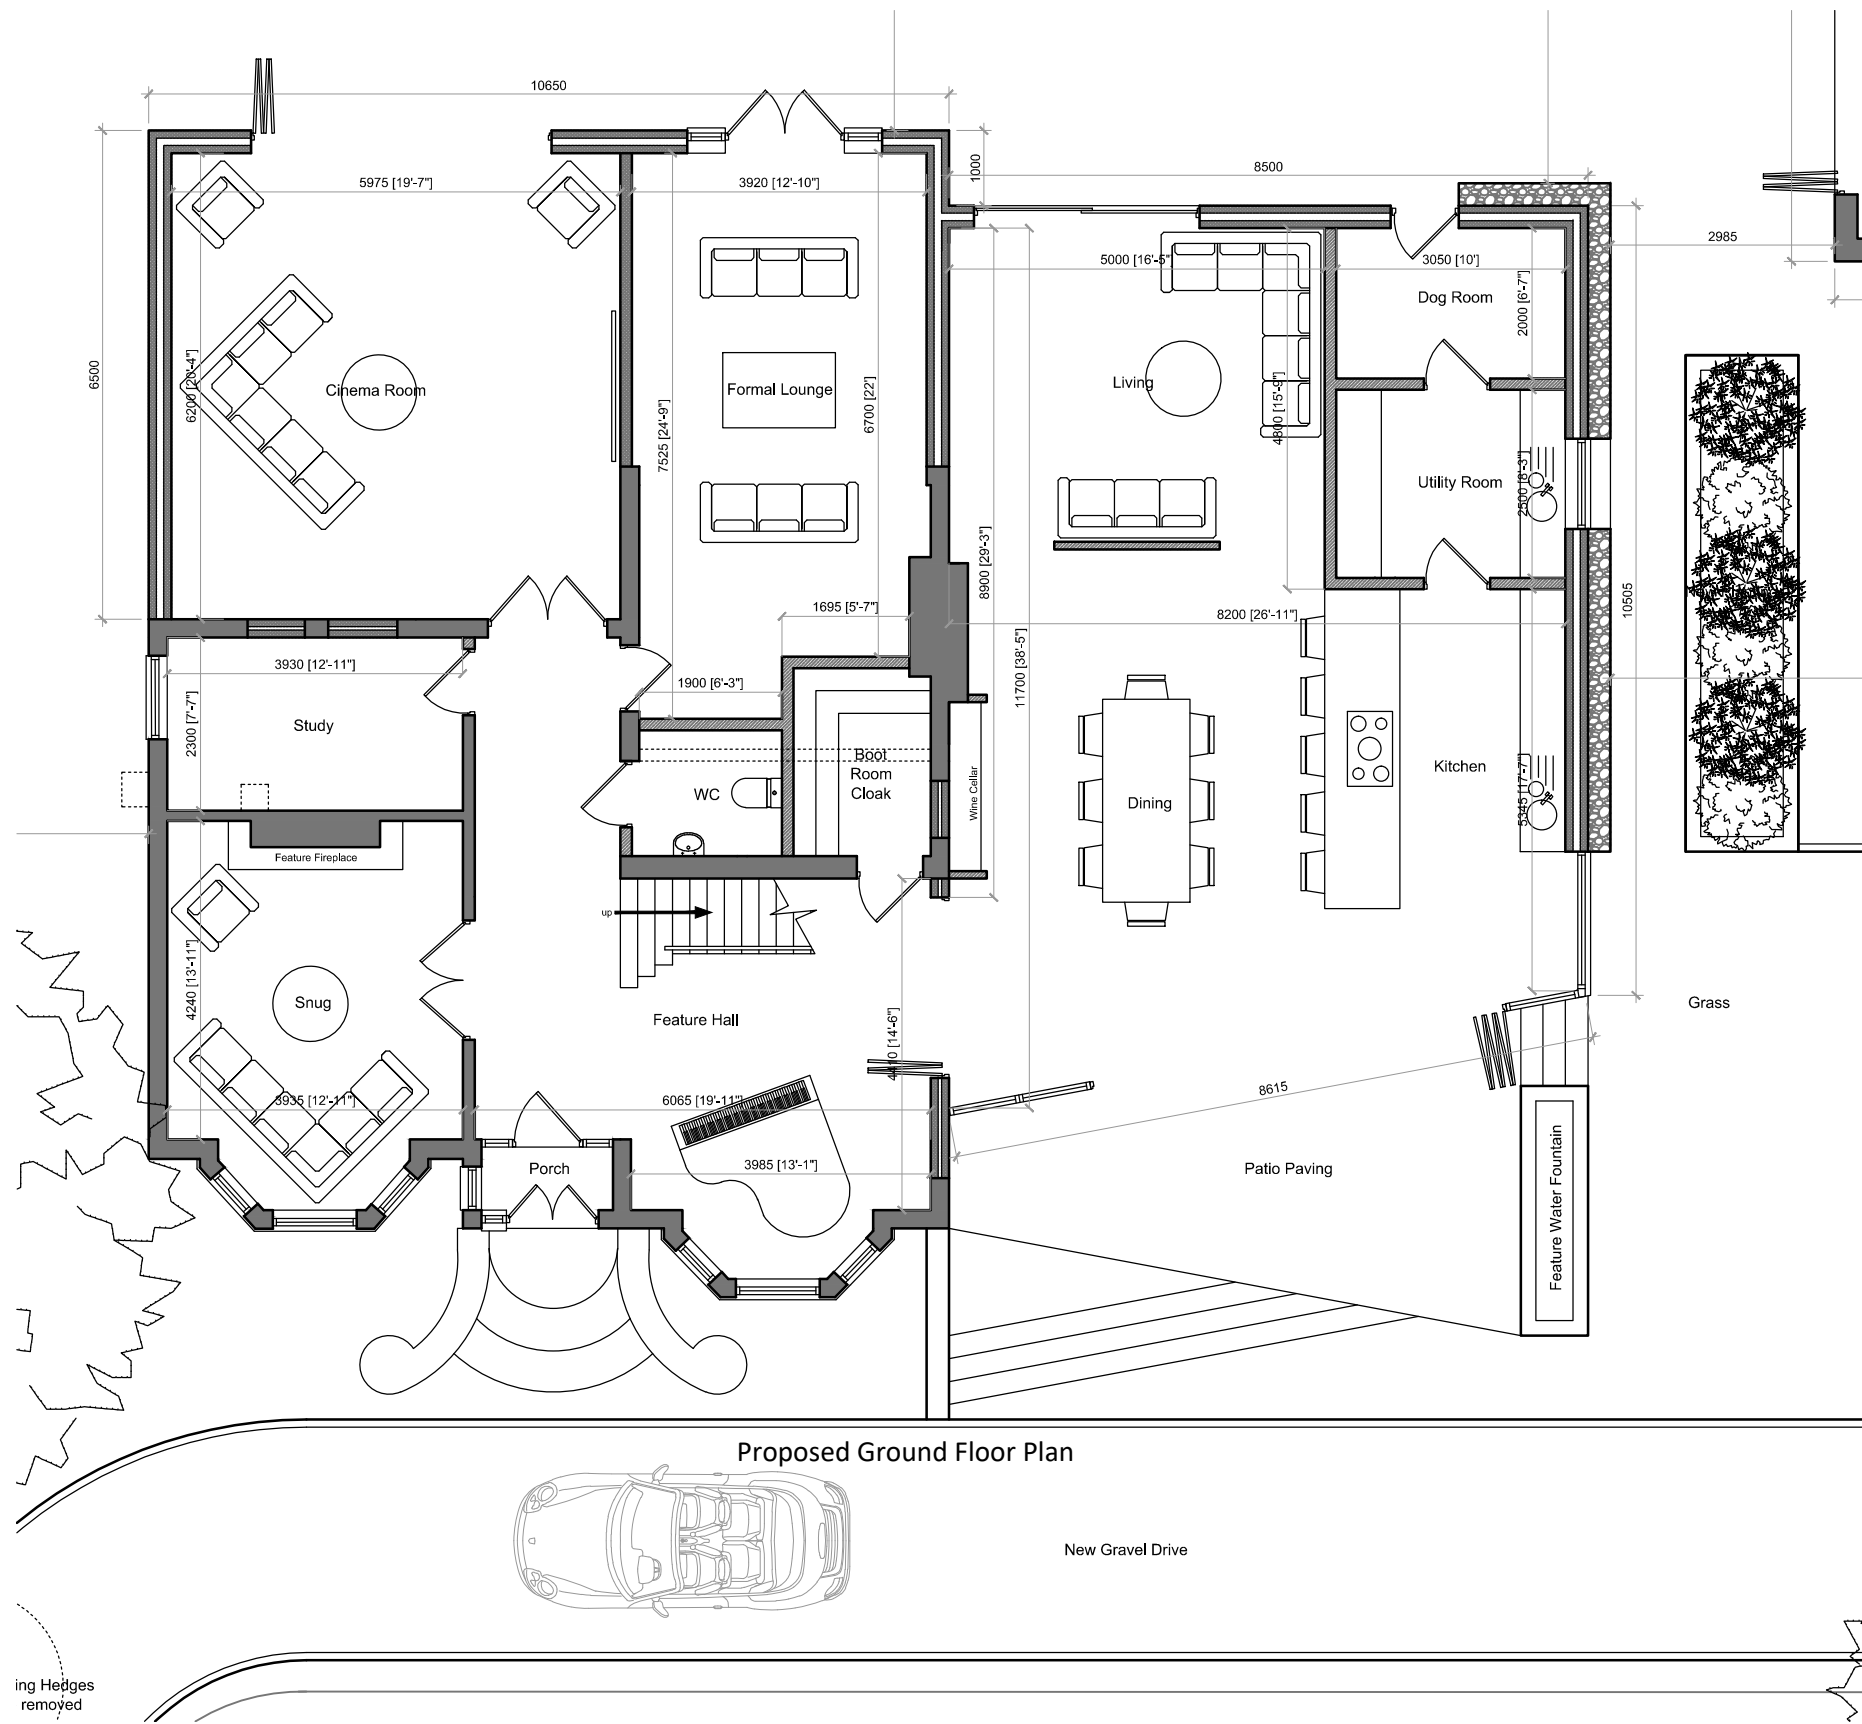 10650
1000
8500
2985
5975 [19'-7"]
3920 [12'-10"]
5000 [16'-5"
3050 [10']
Dog Room
2000 [6'-7"]
6500
6200 [20'-4"]
Cinema Room
Formal Lounge
7525 [24'-9"]
6700 [22']
Living
4800 [15'-9"]
Utility Room
2500 [8'-3"]
8900 [29'-3"]
10505
1695 [5'-7"]
8200 [26'-11"]
3930 [12'-11"]
1900 [6'-3"]
11700 [38'-5"]
2300 [7'-7"]
Study
Boot
Room
Cloak
WC
Wine Cellar
Dining
Kitchen
5345 [17'-7"]
Feature Fireplace
up
4240 [13'-11"]
Snug
Feature Hall
4410 [14'-6"]
Grass
3935 [12'-11"]
6065 [19'-11"]
8615
Porch
3985 [13'-1"]
Patio Paving
Feature Water Fountain
Proposed Ground Floor Plan
New Gravel Drive
ing Hedges
removed